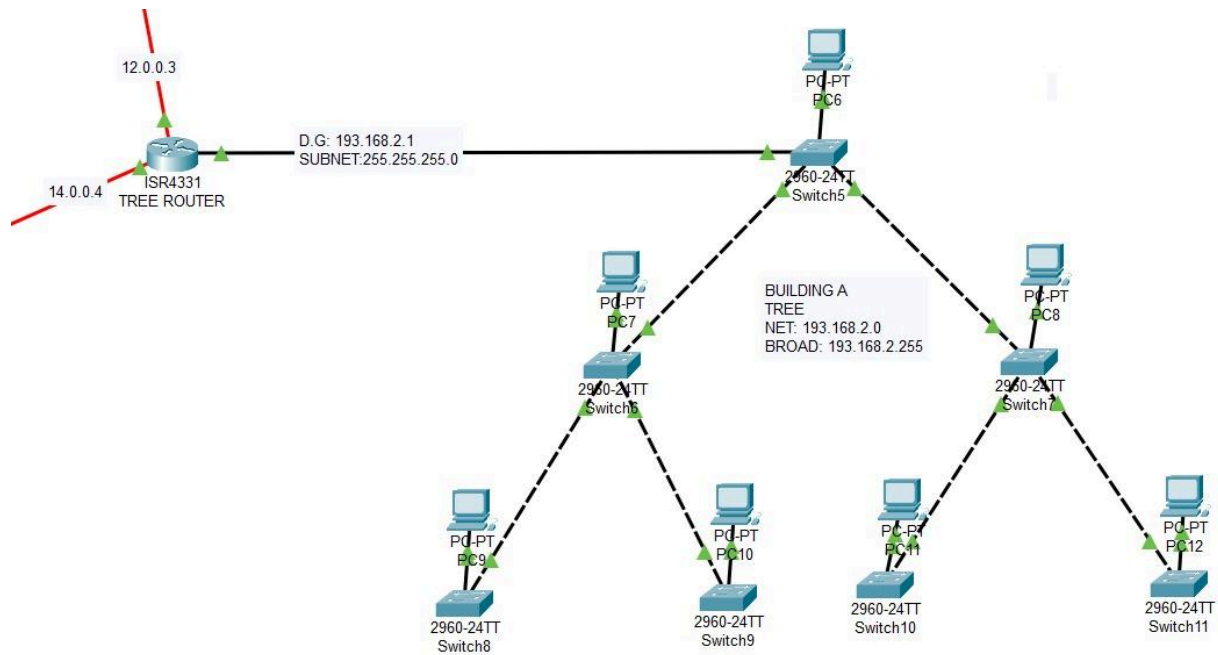 12.0.0.3
PC-PT
PC6
D.G: 193.168.2.1
SUBNET:255.255.255.0
ISR4331
TREE ROUTER
14.0.0.4
2960-24TT
Switch5
PC-PT
PC7
BUILDING A
TREE
NET: 193.168.2.0
BROAD: 193.168.2.255
PC-PT
PC8
2960-24TT
Switch6
2960-24TT
Switch7
PC-PT
PC9
PC-PT
PC10
PC-PT
PC11
PC-PT
PC12
2960-24TT
Switch8
2960-24TT
Switch9
2960-24TT
Switch10
2960-24TT
Switch11